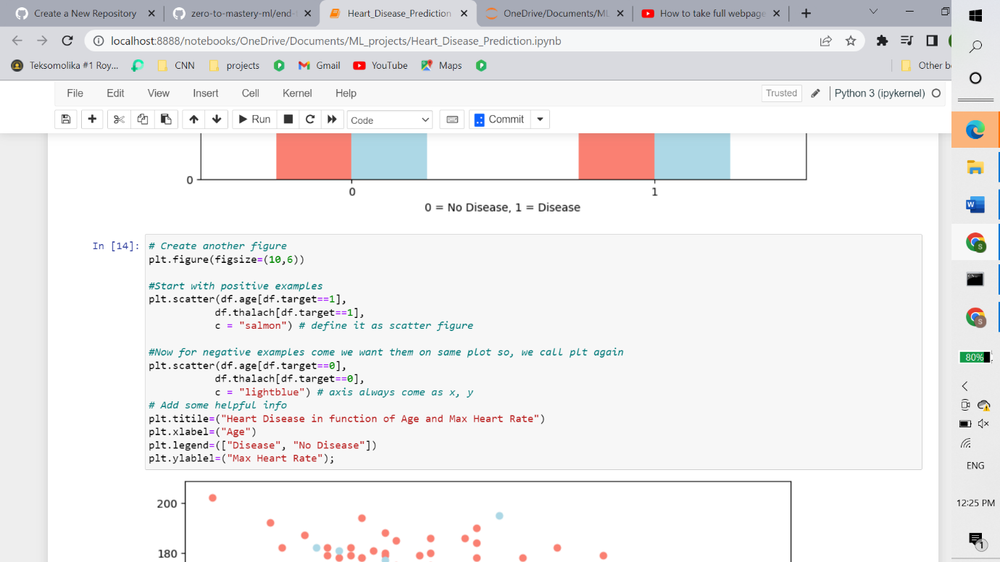 Create a New Repository
zero-to-mastery-ml/end-t
Heart_Disease_Prediction
OneDrive/Documents/ML
How to take full webpage
localhost:8888/notebooks/OneDrive/Documents/ML_projects/Heart_Disease_Prediction.ipynb
Teksomolika #1 Roy...
CNN
projects
Gmail
YouTube
Maps
Other b
File Edit View Insert Cell Kernel Help
Trusted
Python 3 (ipykernel)
Run
Code
Commit
0
0 1
0 = No Disease, 1 = Disease
In [14]:
# Create another figure
plt.figure(figsize=(10,6))
#Start with positive examples
plt.scatter(df.age[df.target==1],
df.thalach[df.target==1],
c = "salmon") # define it as scatter figure
#Now for negative examples come we want them on same plot so, we call plt again
plt.scatter(df.age[df.target==0],
df.thalach[df.target==0],
c = "lightblue") # axis always come as x, y
# Add some helpful info
plt.titile=("Heart Disease in function of Age and Max Heart Rate")
plt.xlabel=("Age")
plt.legend=(["Disease", "No Disease"])
plt.ylablel=("Max Heart Rate");
200
180
80%
ENG
12:25 PM
1